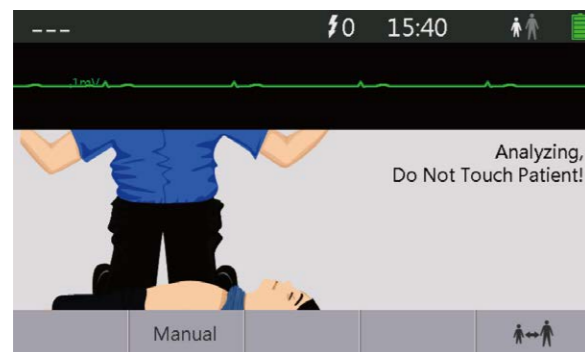 ---
0 15:40
1mV
Analyzing,
Do Not Touch Patient!
Manual